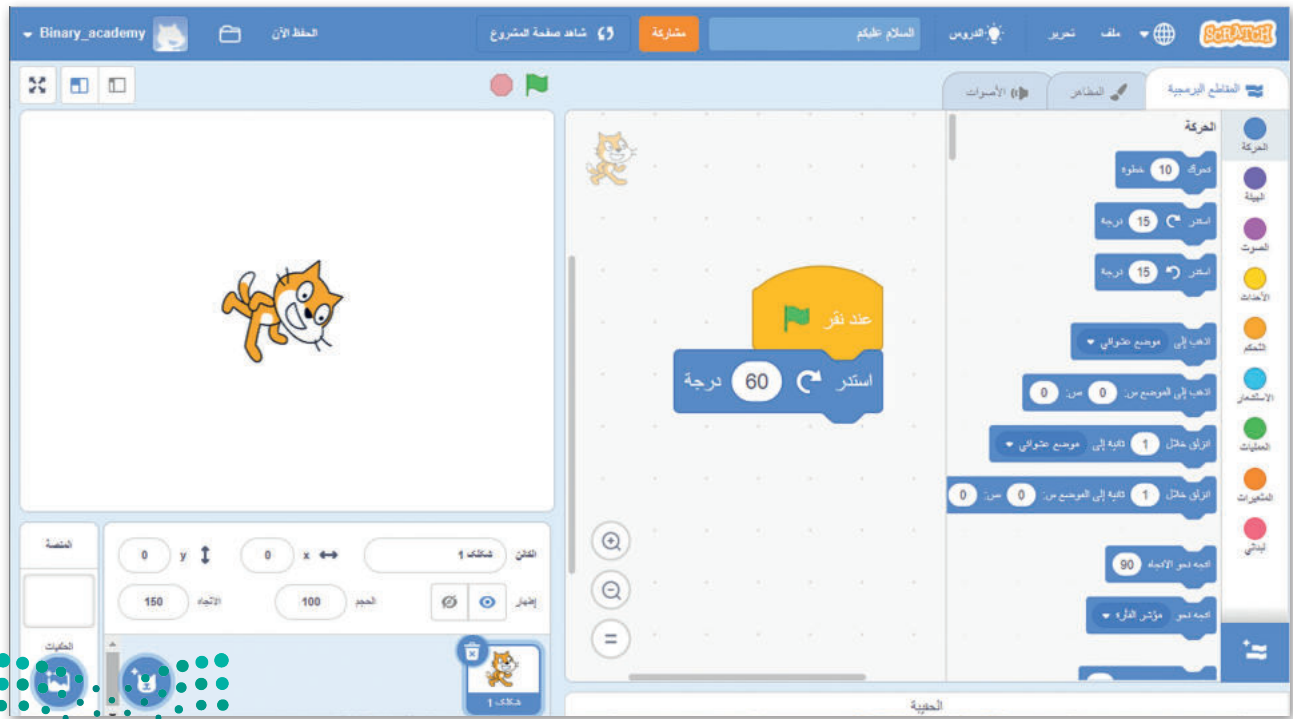 SCRATCH
ملف
تحرير
الدروس
السلام عليكم
مشاركة
شاهد صفحة المشروع
الحفظ الآن
Binary_academy
المقاطع البرمجية
المظاهر
الأصوات
الحركة
الهيئة
الصوت
الأحداث
التحكم
الاستشعار
العمليات
المتغيرات
لبناتي
الحركة
تحرك 10 خطوة
استدر 15 درجة
استدر 15 درجة
اذهب إلى موضع عشوائي
اذهب إلى الموضع س: 0 ص: 0
انزلق خلال 1 ثانية إلى موضع عشوائي
انزلق خلال 1 ثانية إلى الموضع س: 0 ص: 0
اتجه نحو الاتجاه 90
اتجه نحو مؤشر الفأرة
عند نقر
استدر 60 درجة
الحقيبة
الكائن
x 0
y 0
إظهار
الحجم 100
الاتجاه 150
المنصة
الخلفيات